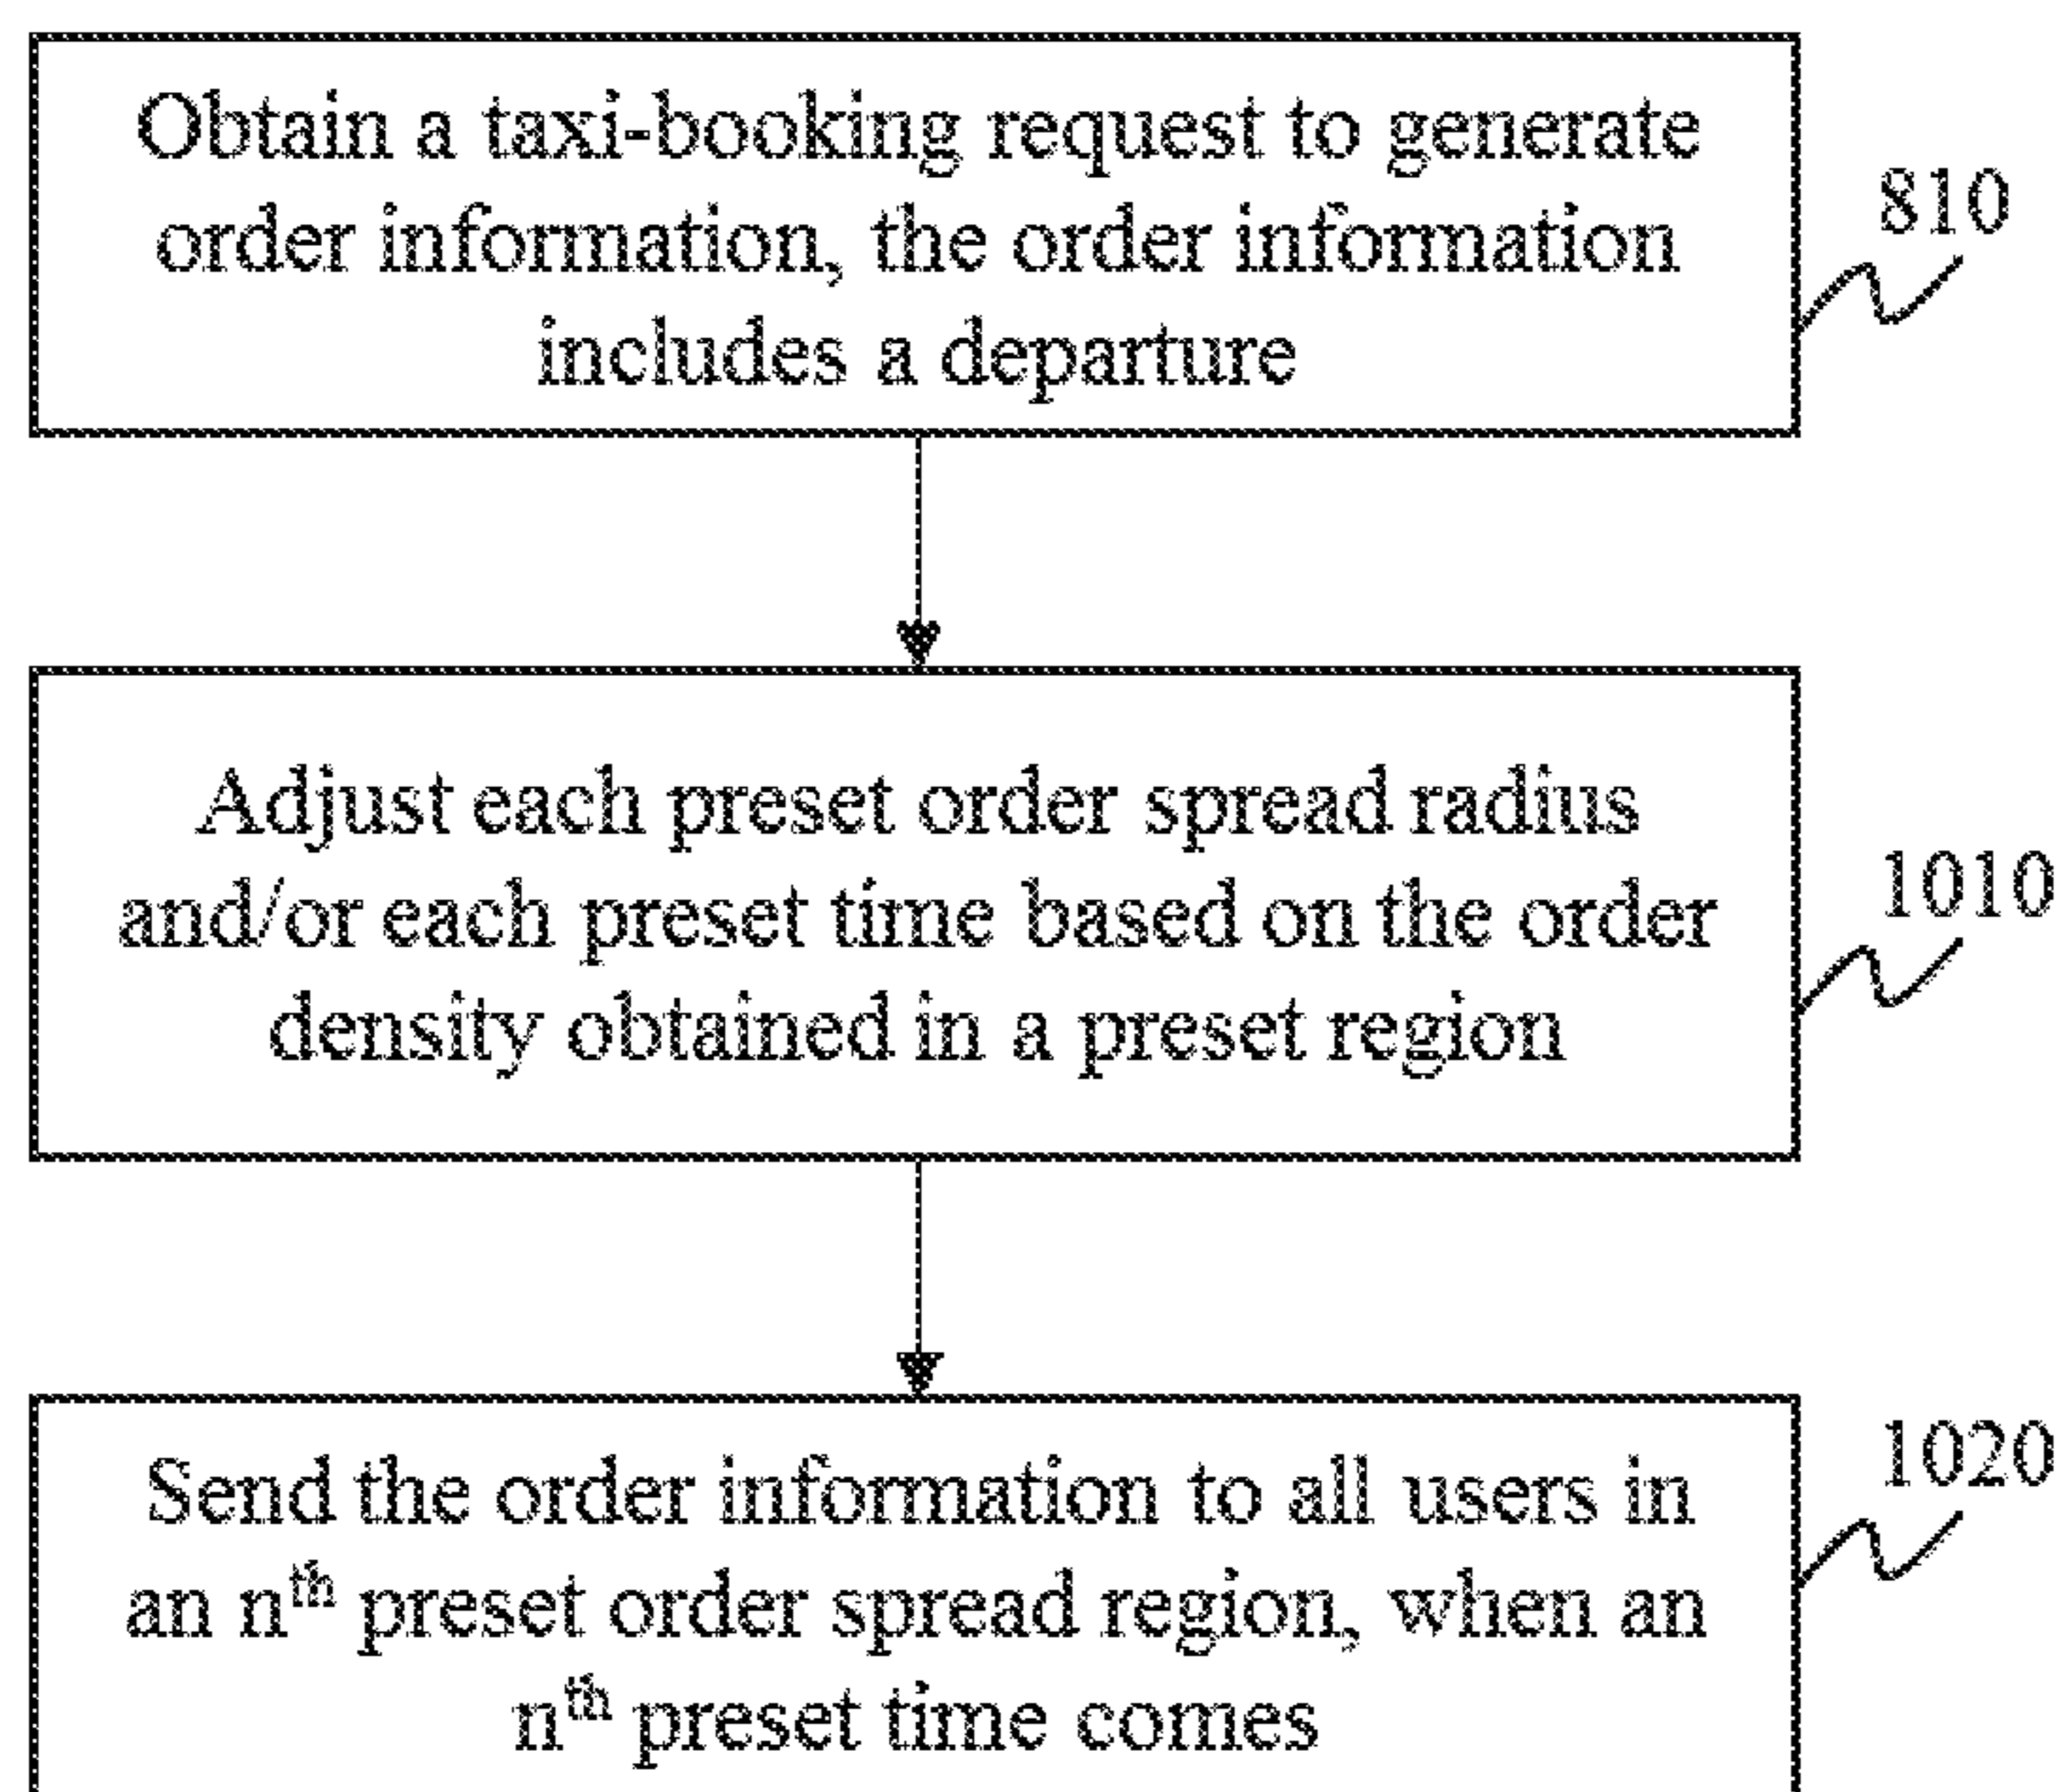 Obtain a taxi-booking request to generate
order information, the order information
includes a departure
810
Adjust each preset order spread radius
and/or each preset time based on the order
density obtained in a preset region
1010
Send the order information to all users in
an nth preset order spread region, when an
nth preset time comes
1020